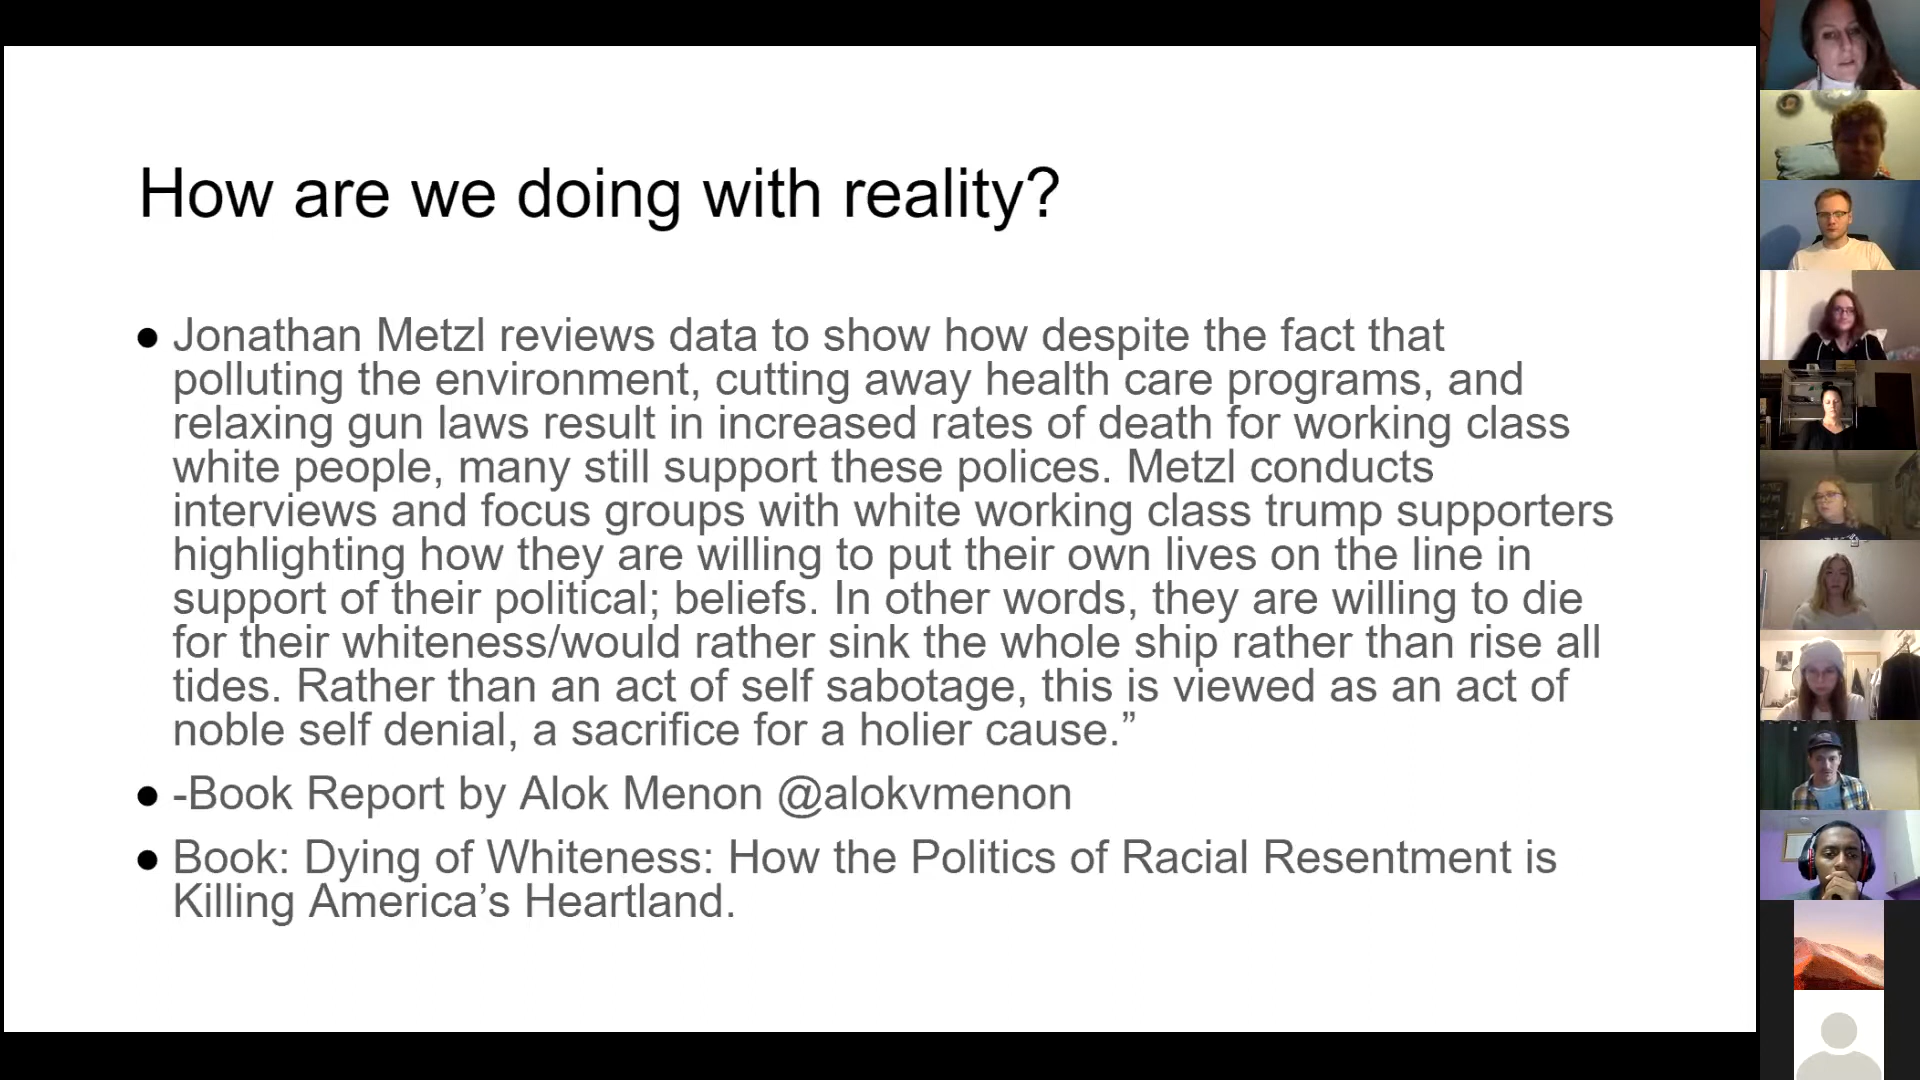 How are we doing with reality?
● Jonathan Metzl reviews data to show how despite the fact that
polluting the environment, cutting away health care programs, and
relaxing gun laws result in increased rates of death for working class
white people, many still support these polices. Metzl conducts
interviews and focus groups with white working class trump supporters
highlighting how they are willing to put their own lives on the line in
support of their political; beliefs. In other words, they are willing to die
for their whiteness/would rather sink the whole ship rather than rise all
tides. Rather than an act of self sabotage, this is viewed as an act of
noble self denial, a sacrifice for a holier cause.”
● -Book Report by Alok Menon @alokvmenon
● Book: Dying of Whiteness: How the Politics of Racial Resentment is
Killing America’s Heartland.